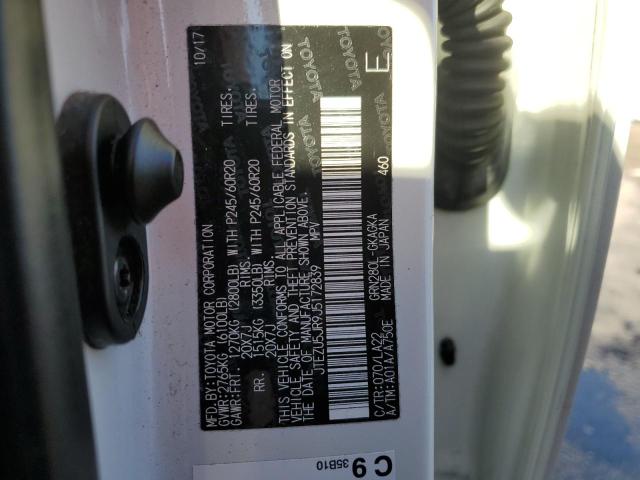 MFD.BY:TOYOTA MOTOR CORPORATION 10/17
GVWR:2765KG (6100LB)
GAWR:FRT. 1270KG (2800LB) WITH P245/60R20 TIRES.
20X7J RIMS.
RR. 1515KG (3350LB) WITH P245/60R20 TIRES.
20X7J RIMS.
THIS VEHICLE CONFORMS TO ALL APPLICABLE FEDERAL MOTOR
VEHICLE SAFETY AND THEFT PREVENTION STANDARDS IN EFFECT ON
THE DATE OF MANUFACTURE SHOWN ABOVE.
JTEZU5JR9J5172839 MPV
C/TR:070/LA22 GRN280L-GKAGKA
A/TM:A01A/A750E MADE IN JAPAN 460
E
TOYOTA
C9
35B10